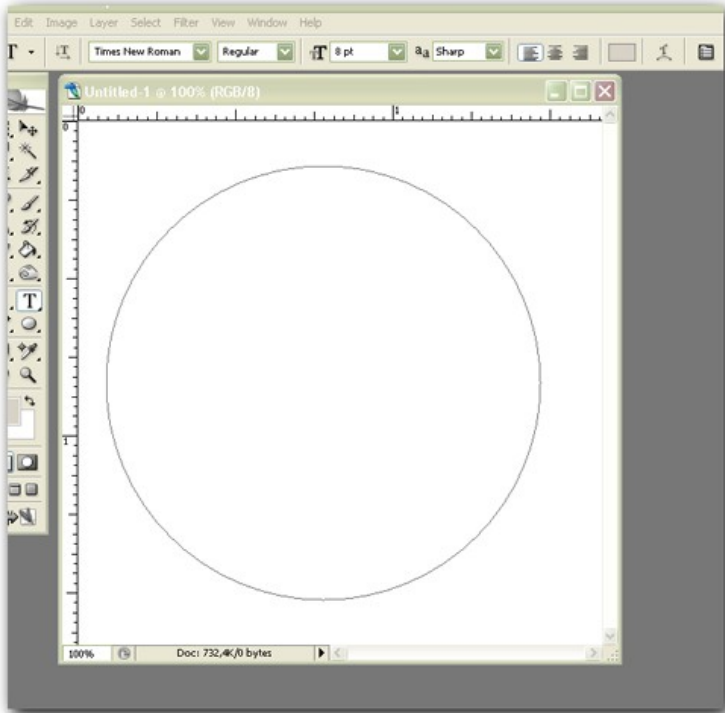 Edit Image Layer Select Filter View Window Help
T T Times New Roman Regular T 8 pt aa Sharp
Untitled-1 @ 100% (RGB/8)
0 1
0
T
1
100% Doc: 732,4K/0 bytes